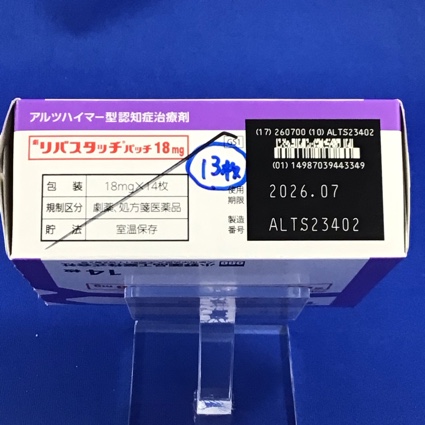 アルツハイマー型認知症治療剤
リバスタッチ®パッチ18mg
包装 18mg×14枚
規制区分 劇薬、処方箋医薬品
貯法 室温保存
13枚
GS1
(17) 260700 (10) ALTS23402
(01) 14987039443349
使用期限 2026.07
製造番号 ALTS23402
14